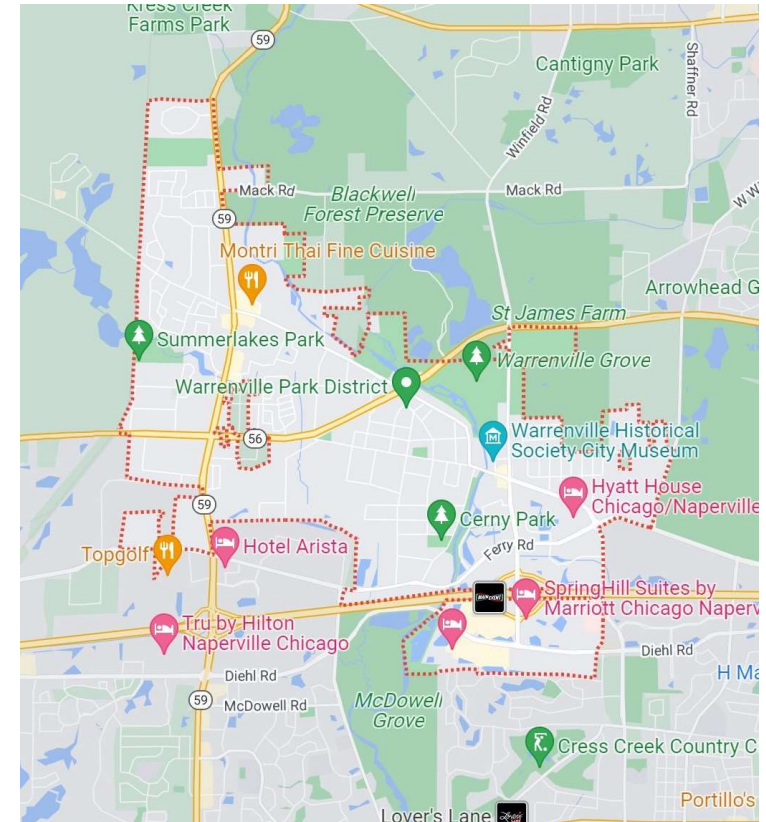 Kress Creek
Farms Park
59
Cantigny Park
Shaffner Rd
Winfield Rd
Mack Rd
Mack Rd
Blackwell
Forest Preserve
59
Montri Thai Fine Cuisine
Arrowhead G
St James Farm
Summerlakes Park
Warrenville Grove
Warrenville Park District
56
Warrenville Historical
Society City Museum
M
Hyatt House
Chicago/Naperville
59
Cerny Park
Hotel Arista
Topgolf
Ferry Rd
MAIN EVENT
SpringHill Suites by
Marriott Chicago Naperv
Tru by Hilton
Naperville Chicago
Diehl Rd
Diehl Rd
H Ma
59
McDowell Rd
McDowell
Grove
Cress Creek Country C
Portillo's
Lover's Lane